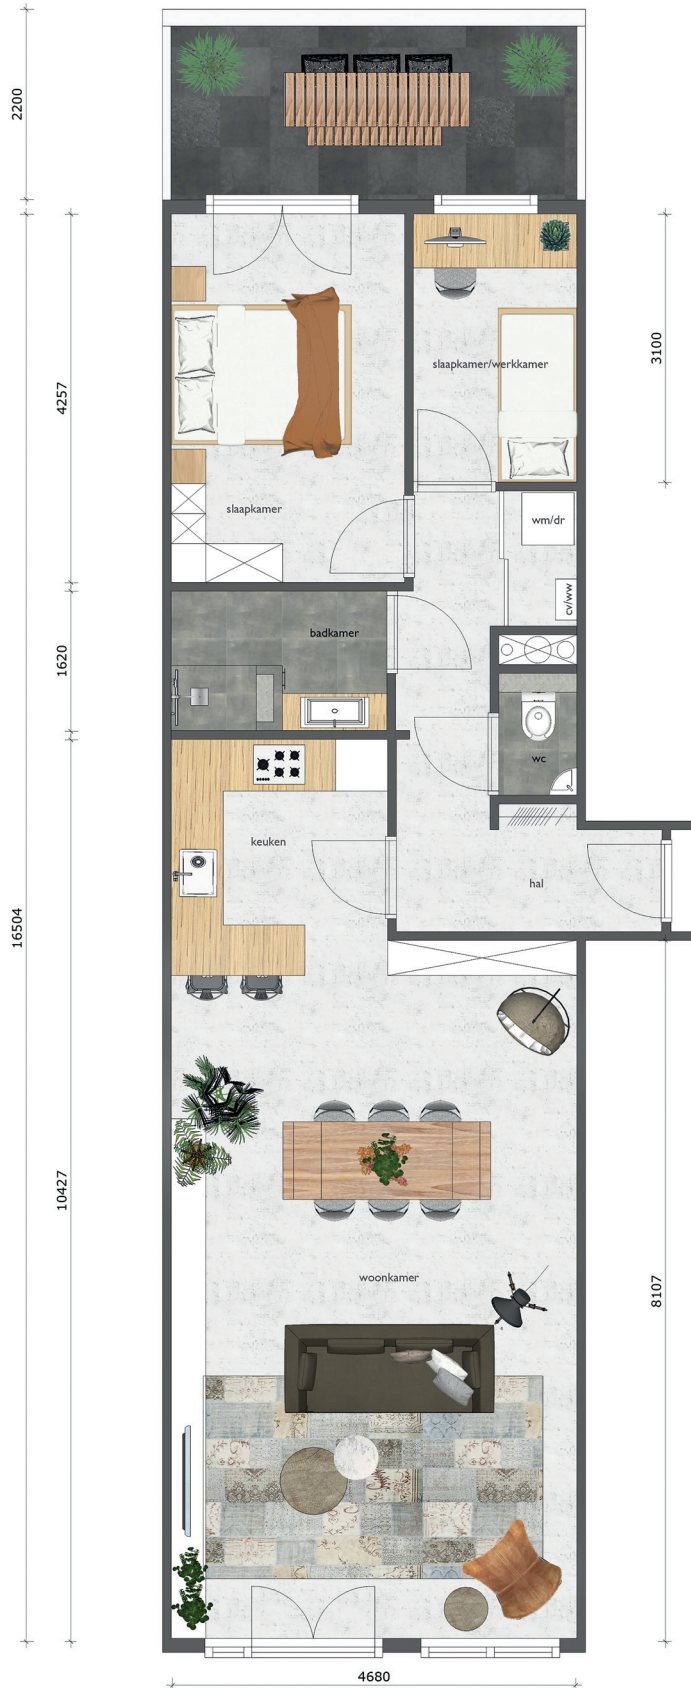 2200
4257
3100
slaapkamer/werkkamer
slaapkamer
wm/dr
cv/ww
1620
badkamer
wc
keuken
hal
16504
10427
woonkamer
8107
4680